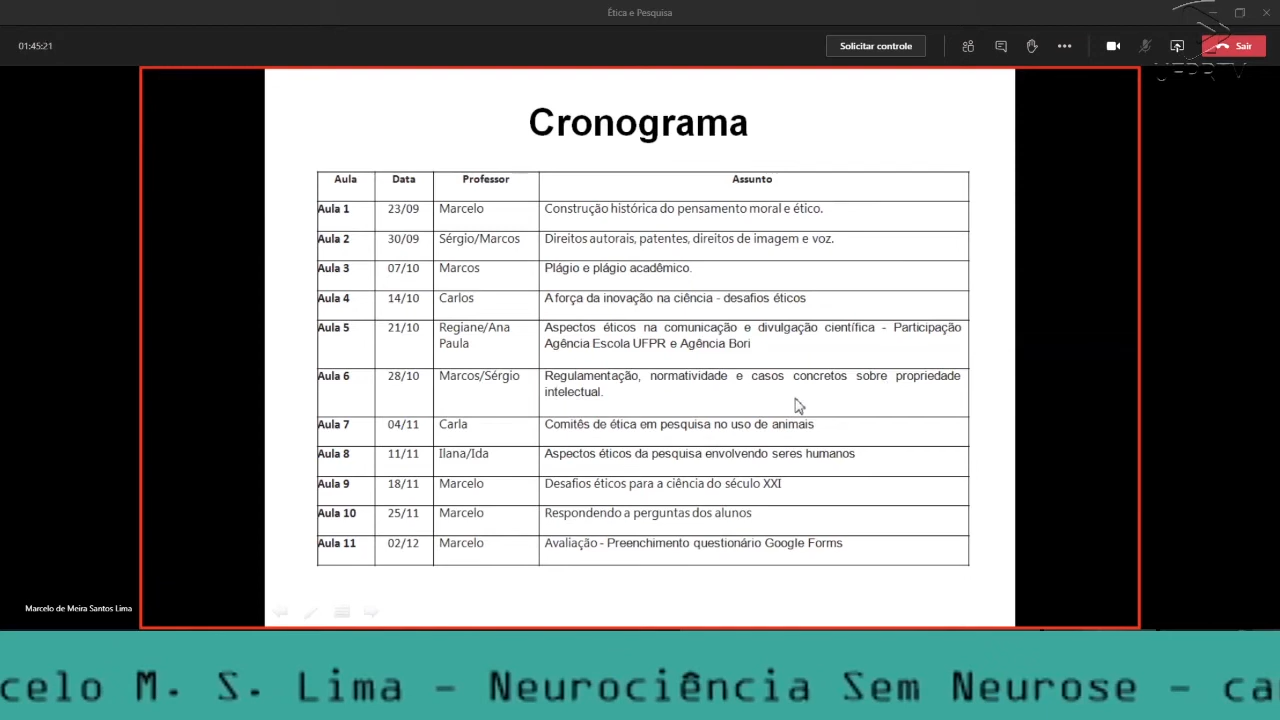 Ética e Pesquisa
01:45:21
Solicitar controle
Sair
UFPRTV
Cronograma
Aula Data Professor Assunto
Aula 1 23/09 Marcelo Construção histórica do pensamento moral e ético.
Aula 2 30/09 Sérgio/Marcos Direitos autorais, patentes, direitos de imagem e voz.
Aula 3 07/10 Marcos Plágio e plágio acadêmico.
Aula 4 14/10 Carlos A força da inovação na ciência - desafios éticos
Aula 5 21/10 Regiane/Ana Aspectos éticos na comunicação e divulgação científica - Participação
Paula Agência Escola UFPR e Agência Bori
Aula 6 28/10 Marcos/Sérgio Regulamentação, normatividade e casos concretos sobre propriedade
intelectual.
Aula 7 04/11 Carla Comitês de ética em pesquisa no uso de animais
Aula 8 11/11 Ilana/Ida Aspectos éticos da pesquisa envolvendo seres humanos
Aula 9 18/11 Marcelo Desafios éticos para a ciência do século XXI
Aula 10 25/11 Marcelo Respondendo a perguntas dos alunos
Aula 11 02/12 Marcelo Avaliação - Preenchimento questionário Google Forms
Marcelo de Meira Santos Lima
celo M. S. Lima - Neurociência Sem Neurose - ca